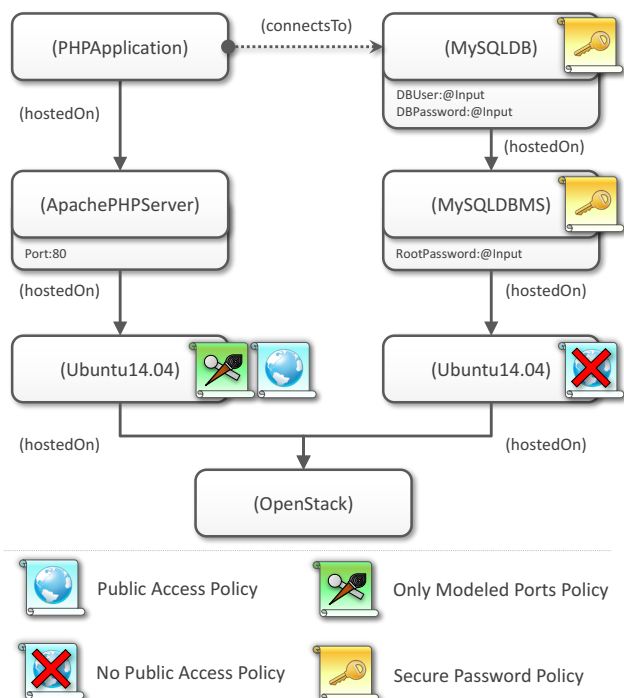 (PHPApplication)
(connectsTo)
(MySQLDB)
DBUser:@Input
DBPassword:@Input
(hostedOn)
(hostedOn)
(ApachePHPServer)
Port:80
(MySQLDBMS)
RootPassword:@Input
(hostedOn)
(hostedOn)
(Ubuntu14.04)
(Ubuntu14.04)
(hostedOn)
(hostedOn)
(OpenStack)
Public Access Policy
Only Modeled Ports Policy
No Public Access Policy
Secure Password Policy